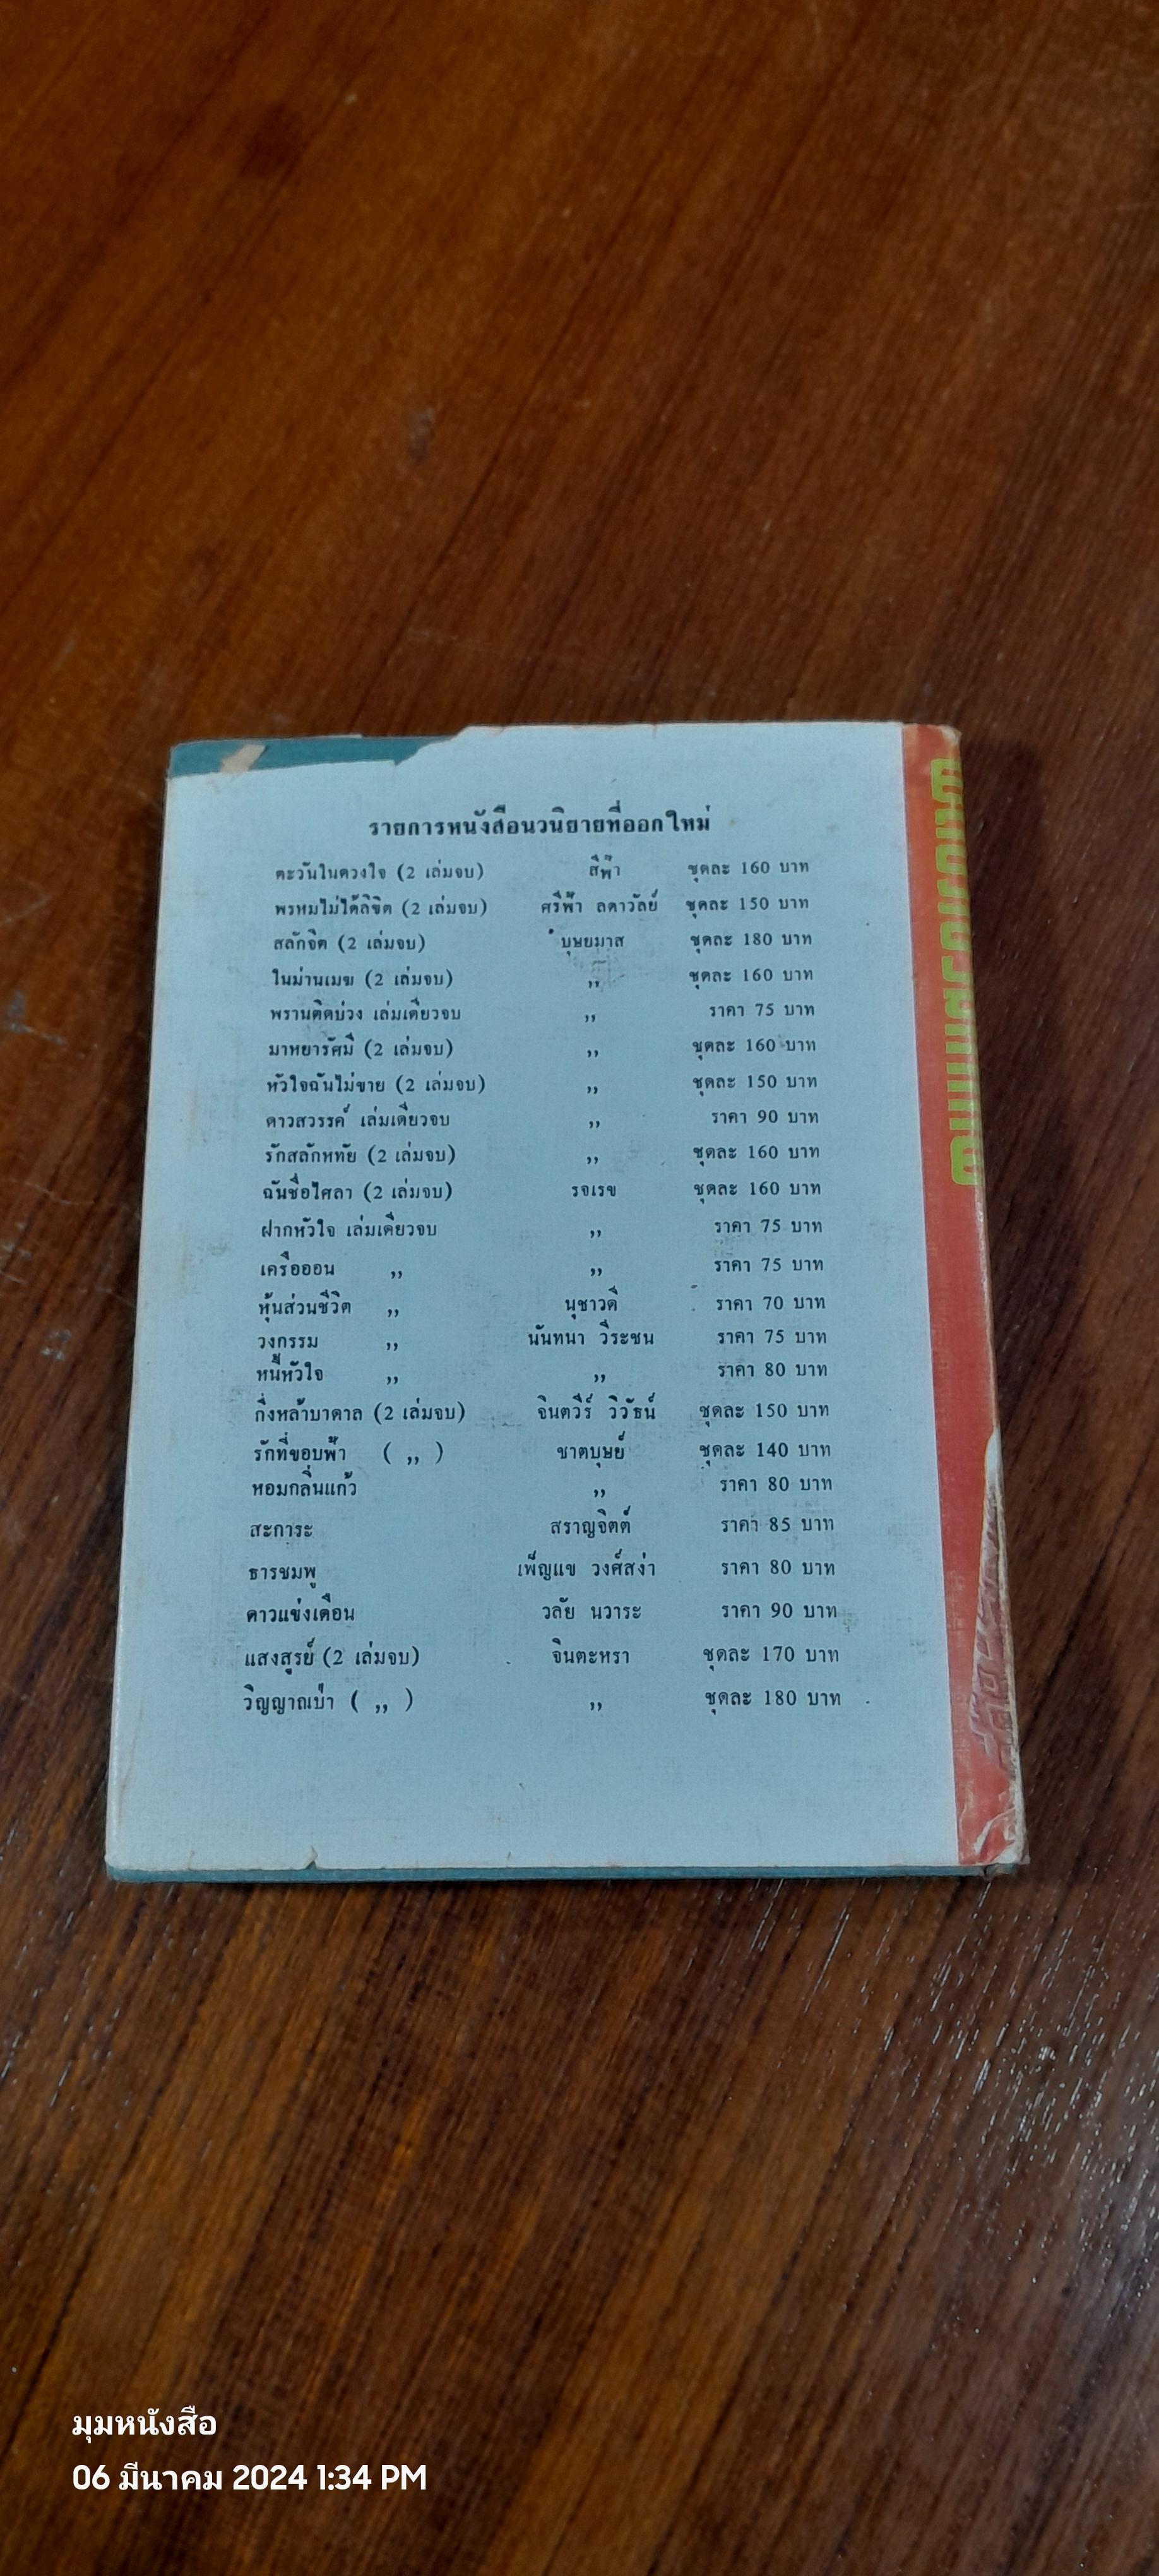 รายการหนังสือนวนิยายที่ออกใหม่
ตะวันในดวงใจ (2 เล่มจบ) สีฟ้า ชุดละ 160 บาท
พรหมไม่ได้ลิขิต (2 เล่มจบ) ศรีฟ้า ลดาวัลย์ ชุดละ 150 บาท
สลักจิต (2 เล่มจบ) บุษยมาส ชุดละ 180 บาท
ในม่านเมฆ (2 เล่มจบ) ,, ชุดละ 160 บาท
พรานติดบ่วง เล่มเดียวจบ ,, ราคา 75 บาท
มาหยารัศมี (2 เล่มจบ) ,, ชุดละ 160 บาท
หัวใจฉันไม่ขาย (2 เล่มจบ) ,, ชุดละ 150 บาท
ดาวสวรรค์ เล่มเดียวจบ ,, ราคา 90 บาท
รักสลักหทัย (2 เล่มจบ) ,, ชุดละ 160 บาท
ฉันชื่อไศลา (2 เล่มจบ) รจเรข ชุดละ 160 บาท
ฝากหัวใจ เล่มเดียวจบ ,, ราคา 75 บาท
เครือออน ,, ,, ราคา 75 บาท
หุ้นส่วนชีวิต ,, นุชาวดี ราคา 70 บาท
วงกรรม ,, นันทนา วีระชน ราคา 75 บาท
หนี้หัวใจ ,, ,, ราคา 80 บาท
กึ่งหล้าบาดาล (2 เล่มจบ) จินตวีร์ วิวัธน์ ชุดละ 150 บาท
รักที่ขอบฟ้า ( ,, ) ชาตบุษย์ ชุดละ 140 บาท
หอมกลิ่นแก้ว ,, ราคา 80 บาท
สะการะ สราญจิตต์ ราคา 85 บาท
ธารชมพู เพ็ญแข วงศ์สง่า ราคา 80 บาท
ดาวแข่งเดือน วลัย นวาระ ราคา 90 บาท
แสงสูรย์ (2 เล่มจบ) จินตะหรา ชุดละ 170 บาท
วิญญาณป่า ( ,, ) ,, ชุดละ 180 บาท
มุมหนังสือ
06 มีนาคม 2024 1:34 PM